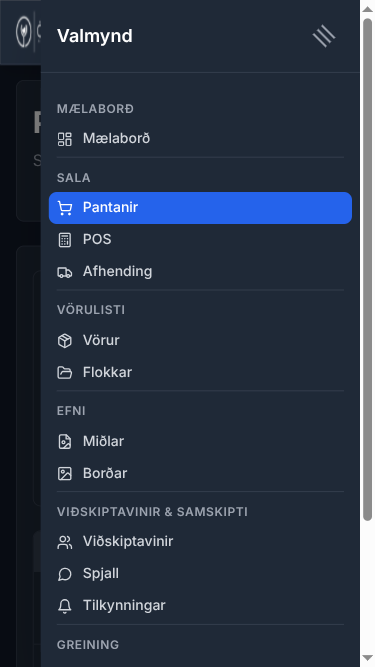 Valmynd
MÆLABORÐ
Mælaborð
SALA
Pantanir
POS
Afhending
VÖRULISTI
Vörur
Flokkar
EFNI
Miðlar
Borðar
VIÐSKIPTAVINIR & SAMSKIPTI
Viðskiptavinir
Spjall
Tilkynningar
GREINING